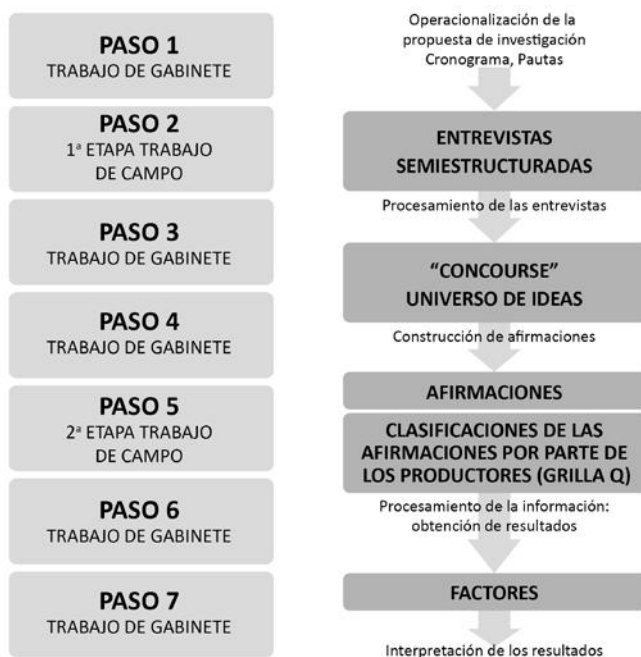 PASO 1
TRABAJO DE GABINETE
PASO 2
1ª ETAPA TRABAJO
DE CAMPO
PASO 3
TRABAJO DE GABINETE
PASO 4
TRABAJO DE GABINETE
PASO 5
2ª ETAPA TRABAJO
DE CAMPO
PASO 6
TRABAJO DE GABINETE
PASO 7
TRABAJO DE GABINETE
Operacionalización de la
propuesta de investigación
Cronograma, Pautas
ENTREVISTAS
SEMIESTRUCTURADAS
Procesamiento de las entrevistas
“CONCOURSE”
UNIVERSO DE IDEAS
Construcción de afirmaciones
AFIRMACIONES
CLASIFICACIONES DE LAS
AFIRMACIONES POR PARTE DE
LOS PRODUCTORES (GRILLA Q)
Procesamiento de la información:
obtención de resultados
FACTORES
Interpretación de los resultados